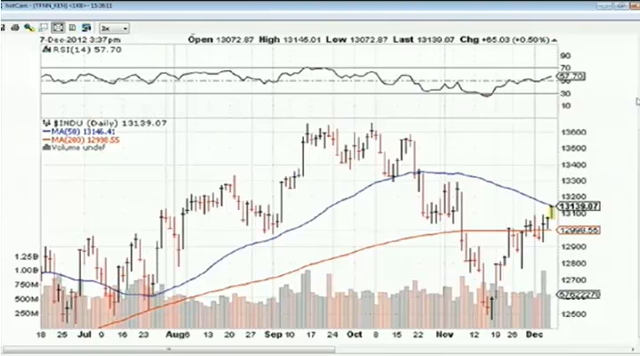 7-Dec-2012 3:37PM Open 13072.87 High 13145.01 Low 13072.87 Last 13139.07 Chg +65.03 (+0.50%)
RSI(14) 57.70
90
70
57.70
50
30
10
$INDU (Daily) 13139.07
MA(50) 13146.41
MA(200) 12998.55
Volume undef
13600
13400
13300
13200
13139.07
13100
12998.55
12900
12800
12700
12600
12500
1.25B
1.00B
750M
500M
250M
18 25 Jul 9 16 23 Aug 6 13 20 27 Sep 10 17 24 Oct 8 15 22 Nov 12 19 26 Dec